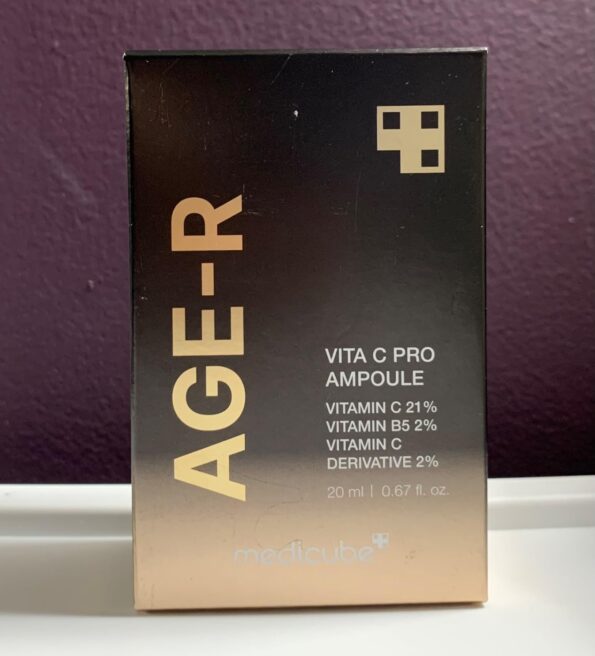 AGE-R
VITA C PRO
AMPOULE
VITAMIN C 21%
VITAMIN B5 2%
VITAMIN C
DERIVATIVE 2%
20 ml | 0.67 fl. oz.
medicube